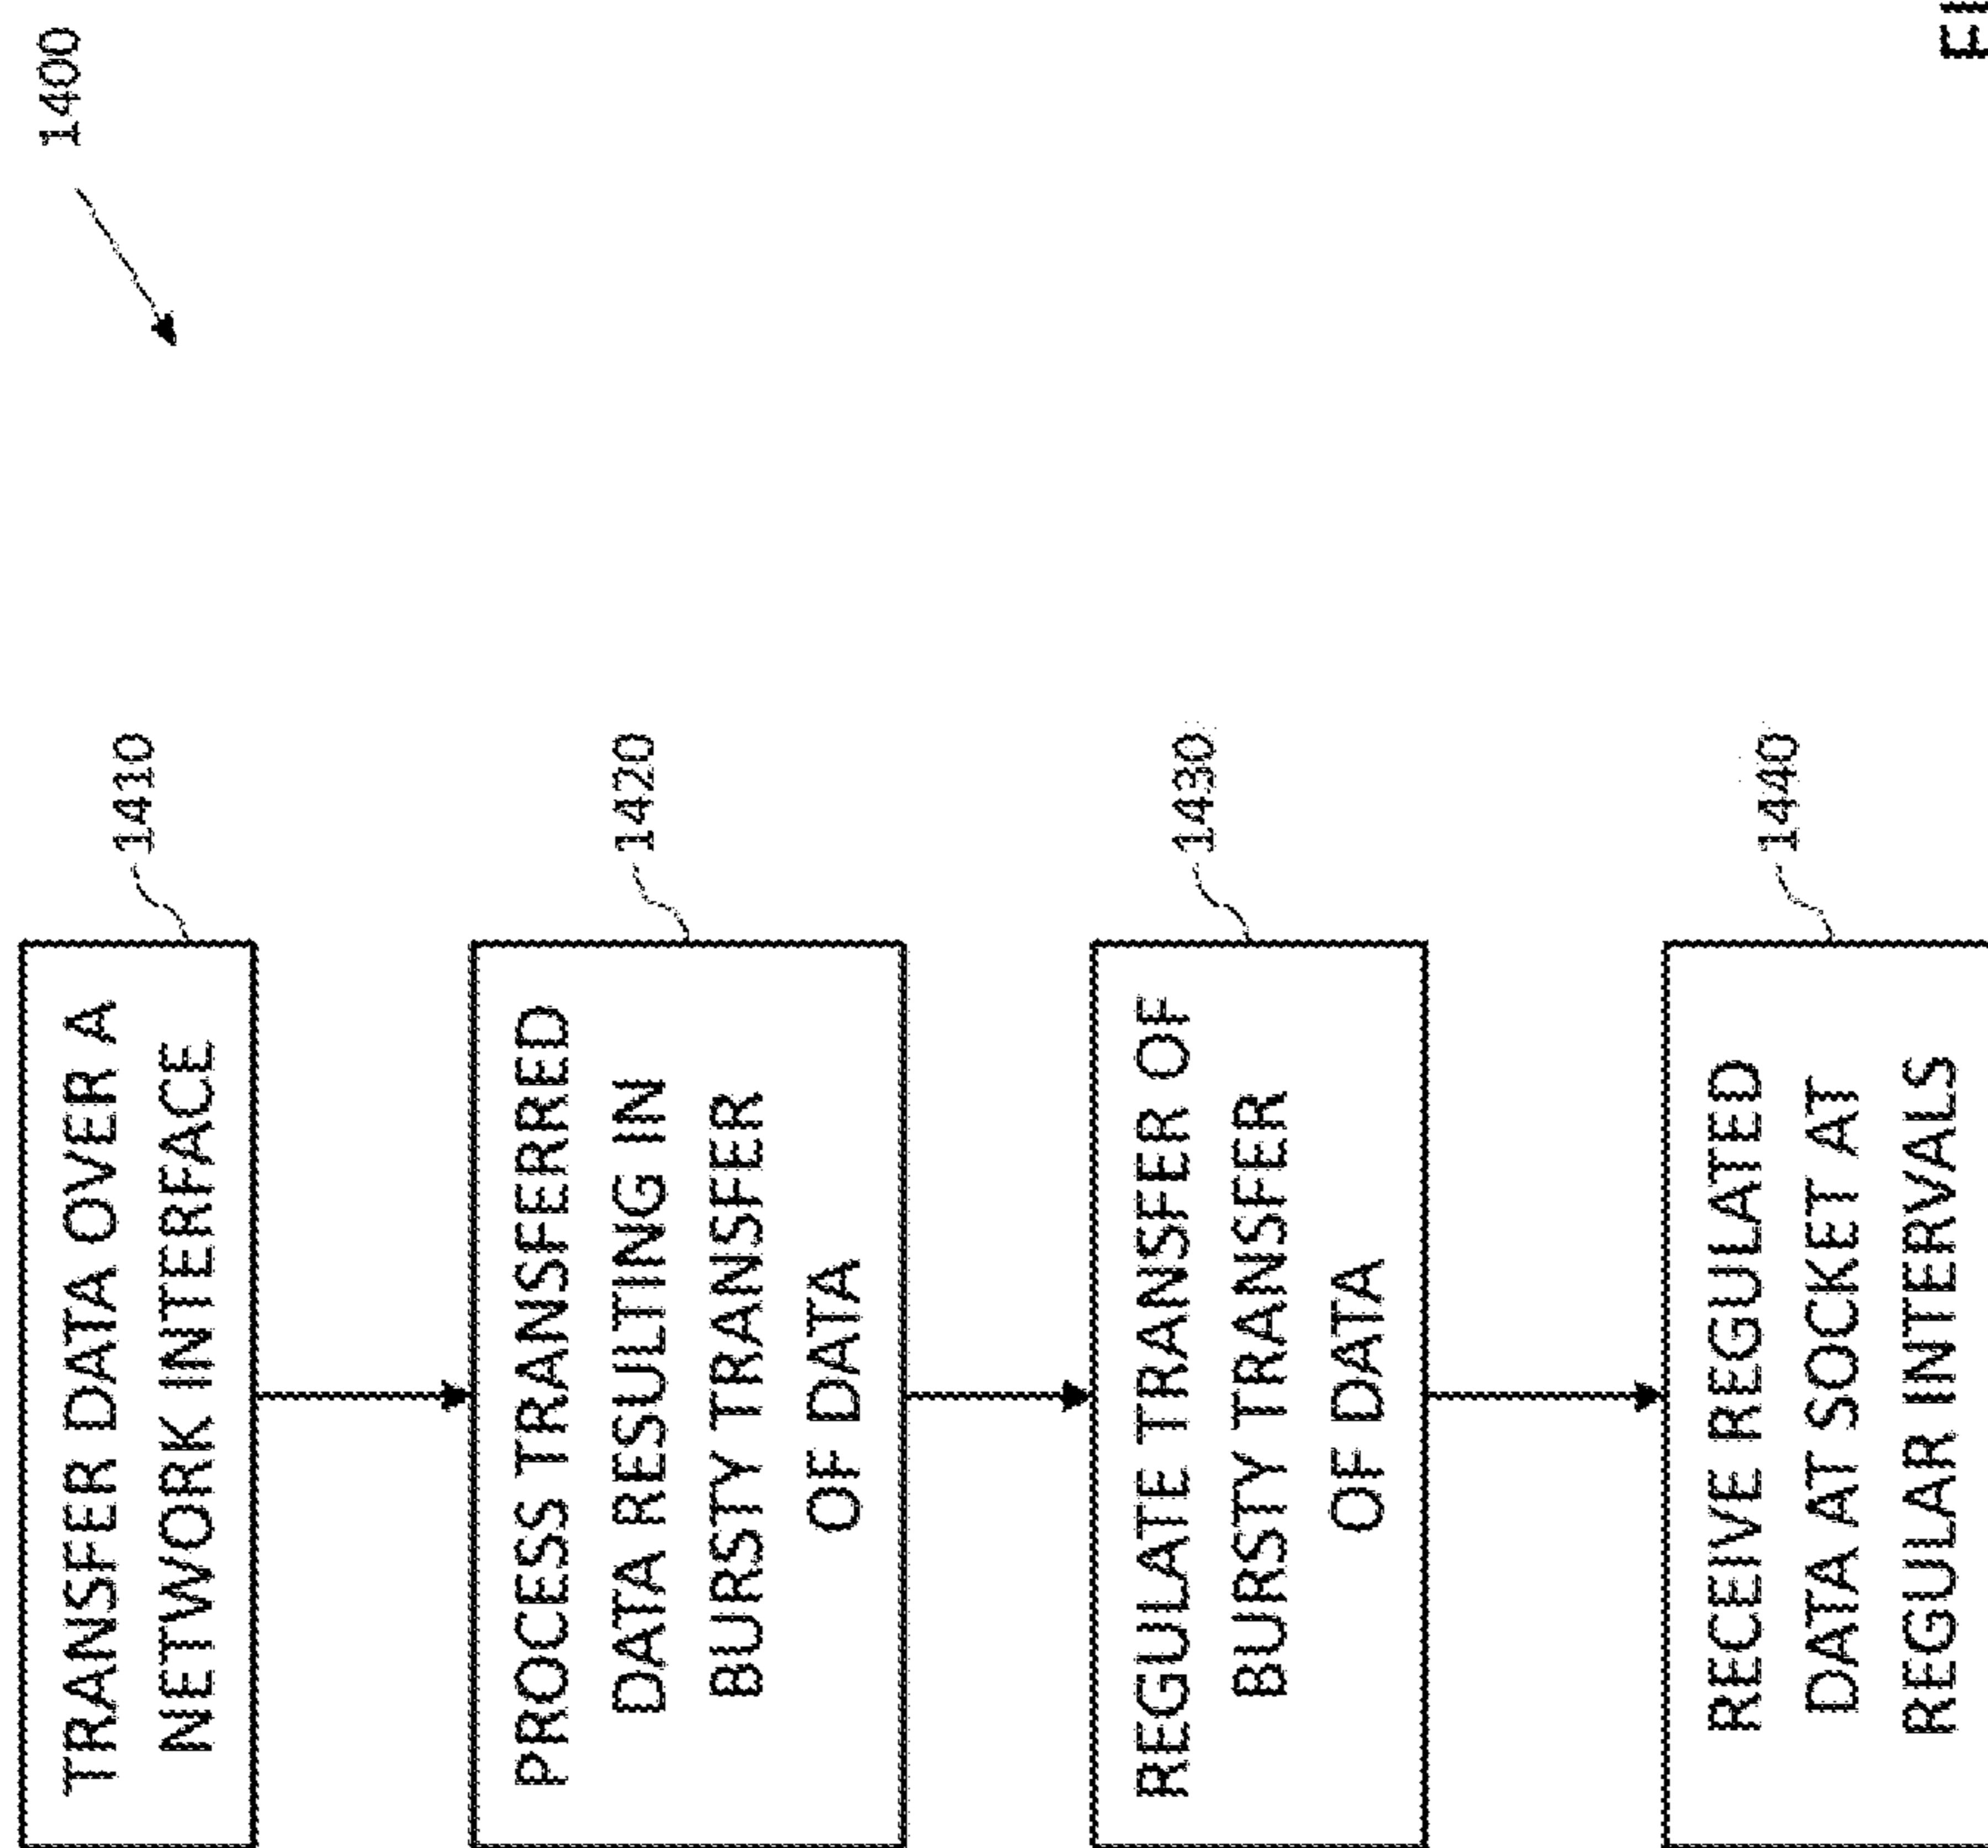 1400
TRANSFER DATA OVER A
NETWORK INTERFACE
1410
PROCESS TRANSFERRED
DATA RESULTING IN
BURSTY TRANSFER
OF DATA
1420
REGULATE TRANSFER OF
BURSTY TRANSFER
OF DATA
1430
RECEIVE REGULATED
DATA AT SOCKET AT
REGULAR INTERVALS
1440